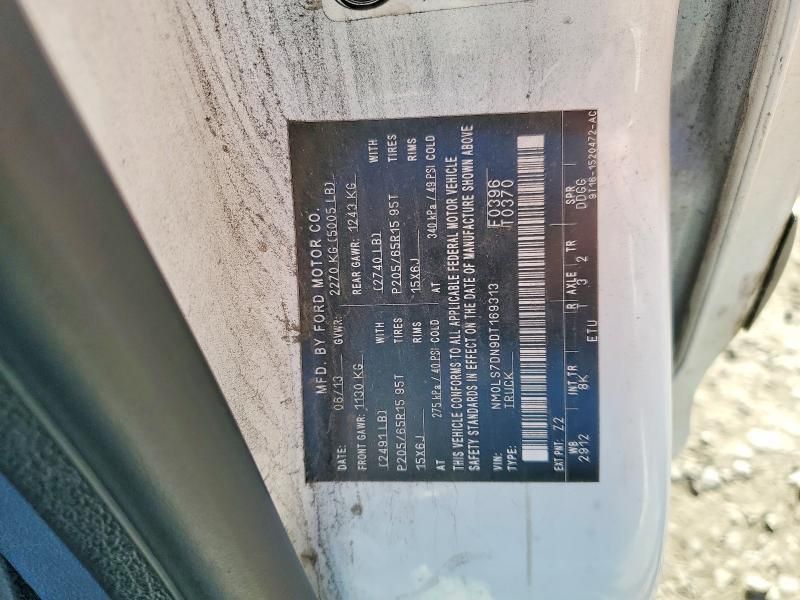 MFD. BY FORD MOTOR CO.
DATE: 06/13 GVWR: 2270 KG (5005 LB)
FRONT GAWR: 1130 KG REAR GAWR: 1243 KG
(2491 LB) WITH (2740 LB) WITH
P205/65R15 95T TIRES P205/65R15 95T TIRES
15X6J RIMS 15X6J RIMS
AT 275 kPa / 40 PSI COLD AT 340 kPa / 49 PSI COLD
THIS VEHICLE CONFORMS TO ALL APPLICABLE FEDERAL MOTOR VEHICLE
SAFETY STANDARDS IN EFFECT ON THE DATE OF MANUFACTURE SHOWN ABOVE
VIN: NM0LS7DN9DT169313 F0396
TYPE: TRUCK T0370
EXT PNT: Z2
WB INT TR R AXLE TR SPR
2912 8K 1 3 2 DDGG
ETU 9T16-1520472-AC